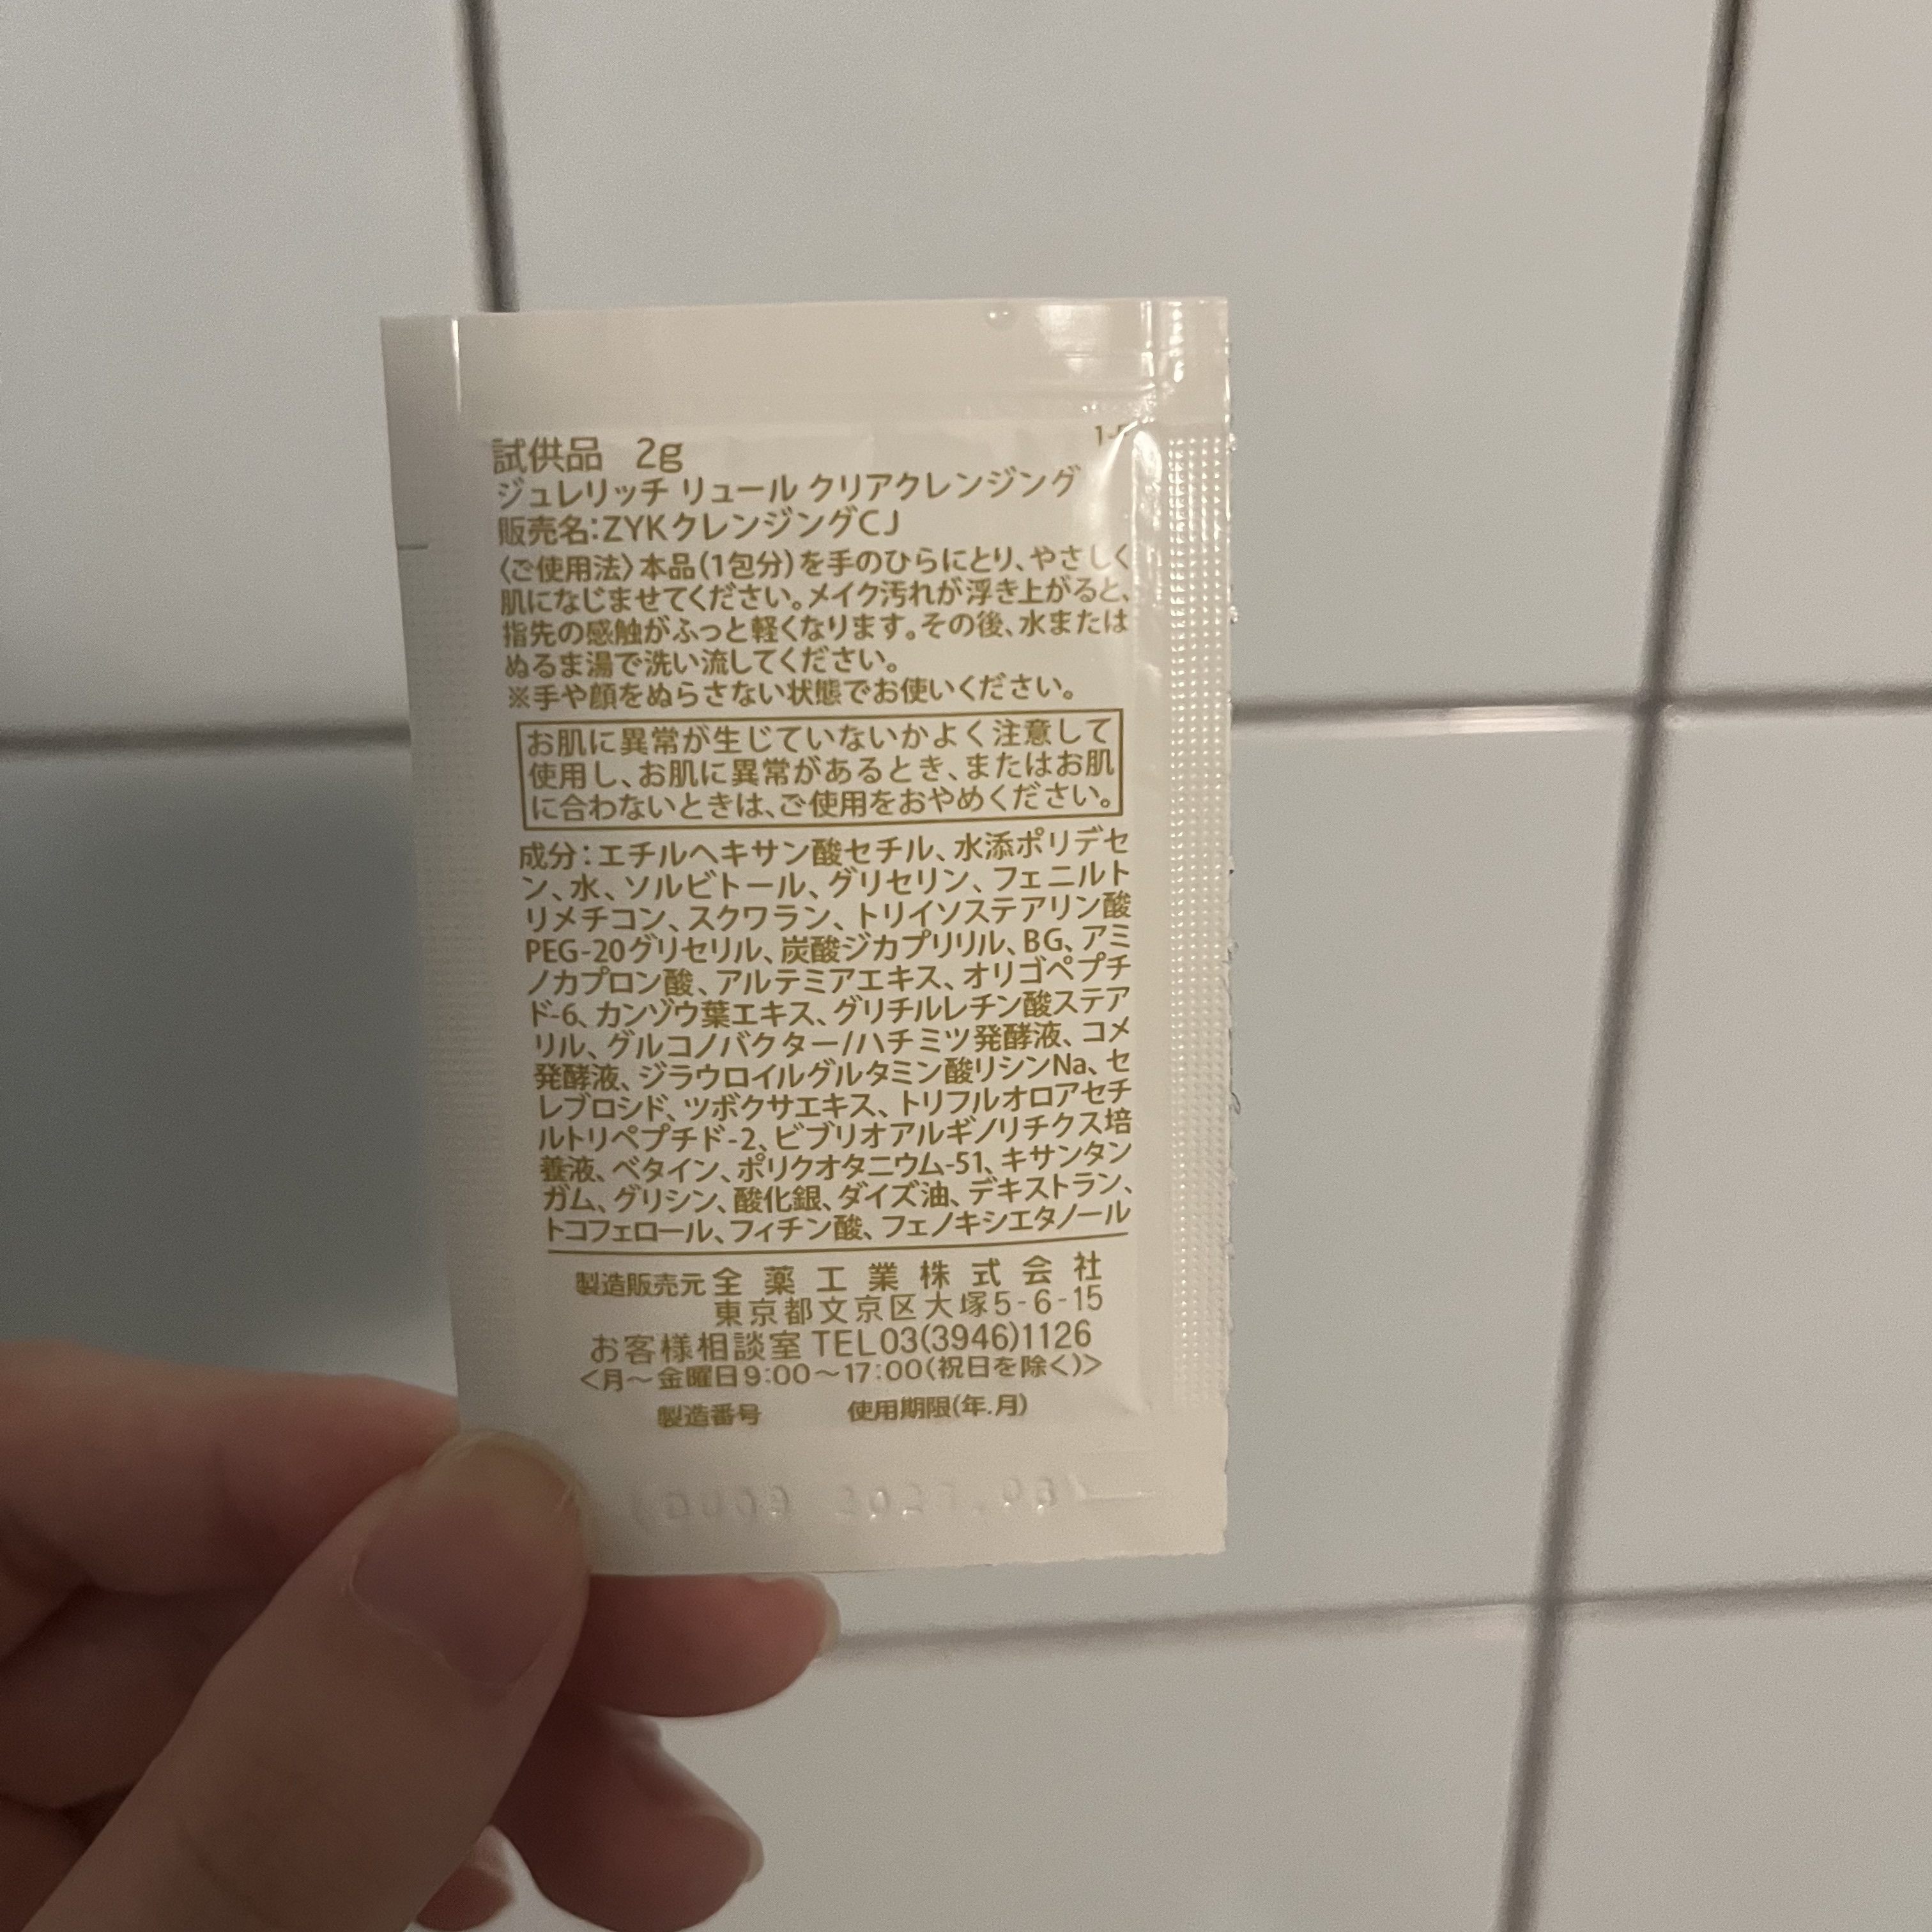 試供品 2g
ジュレリッチ リュール クリアクレンジング
販売名:ZYKクレンジングCJ
〈ご使用法〉本品(1包分)を手のひらにとり、やさしく
肌になじませてください。メイク汚れが浮き上がると、
指先の感触がふっと軽くなります。その後、水または
ぬるま湯で洗い流してください。
※手や顔をぬらさない状態でお使いください。
お肌に異常が生じていないかよく注意して
使用し、お肌に異常があるとき、またはお肌
に合わないときは、ご使用をおやめください。
成分:エチルヘキサン酸セチル、水添ポリデセ
ン、水、ソルビトール、グリセリン、フェニルト
リメチコン、スクワラン、トリイソステアリン酸
PEG-20グリセリル、炭酸ジカプリリル、BG、アミ
ノカプロン酸、アルテミアエキス、オリゴペプチ
ド-6、カンゾウ葉エキス、グリチルレチン酸ステア
リル、グルコノバクター/ハチミツ発酵液、コメ
発酵液、ジラウロイルグルタミン酸リシンNa、セ
レブロシド、ツボクサエキス、トリフルオロアセチ
ルトリペプチド-2、ビブリオアルギノリチクス培
養液、ベタイン、ポリクオタニウム-51、キサンタン
ガム、グリシン、酸化銀、ダイズ油、デキストラン、
トコフェロール、フィチン酸、フェノキシエタノール
製造販売元 全薬工業株式会社
東京都文京区大塚5-6-15
お客様相談室 TEL03(3946)1126
<月～金曜日9:00～17:00(祝日を除く)>
製造番号 使用期限(年.月)